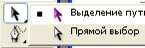 Выделение пути
Прямой выбор